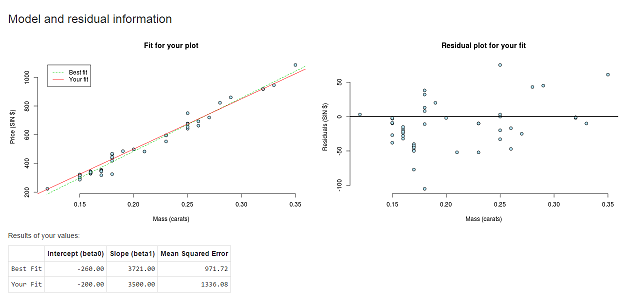 Model and residual information
Fit for your plot
Best fit
Your fit
Price (SIN $)
200
400
600
800
1000
0.15
0.20
0.25
0.30
0.35
Mass (carats)
Residual plot for your fit
Residuals (SIN $)
50
0
-50
-100
0.15
0.20
0.25
0.30
0.35
Mass (carats)
Results of your values:
Intercept (beta0) Slope (beta1) Mean Squared Error
Best Fit -260.00 3721.00 971.72
Your Fit -200.00 3500.00 1336.08